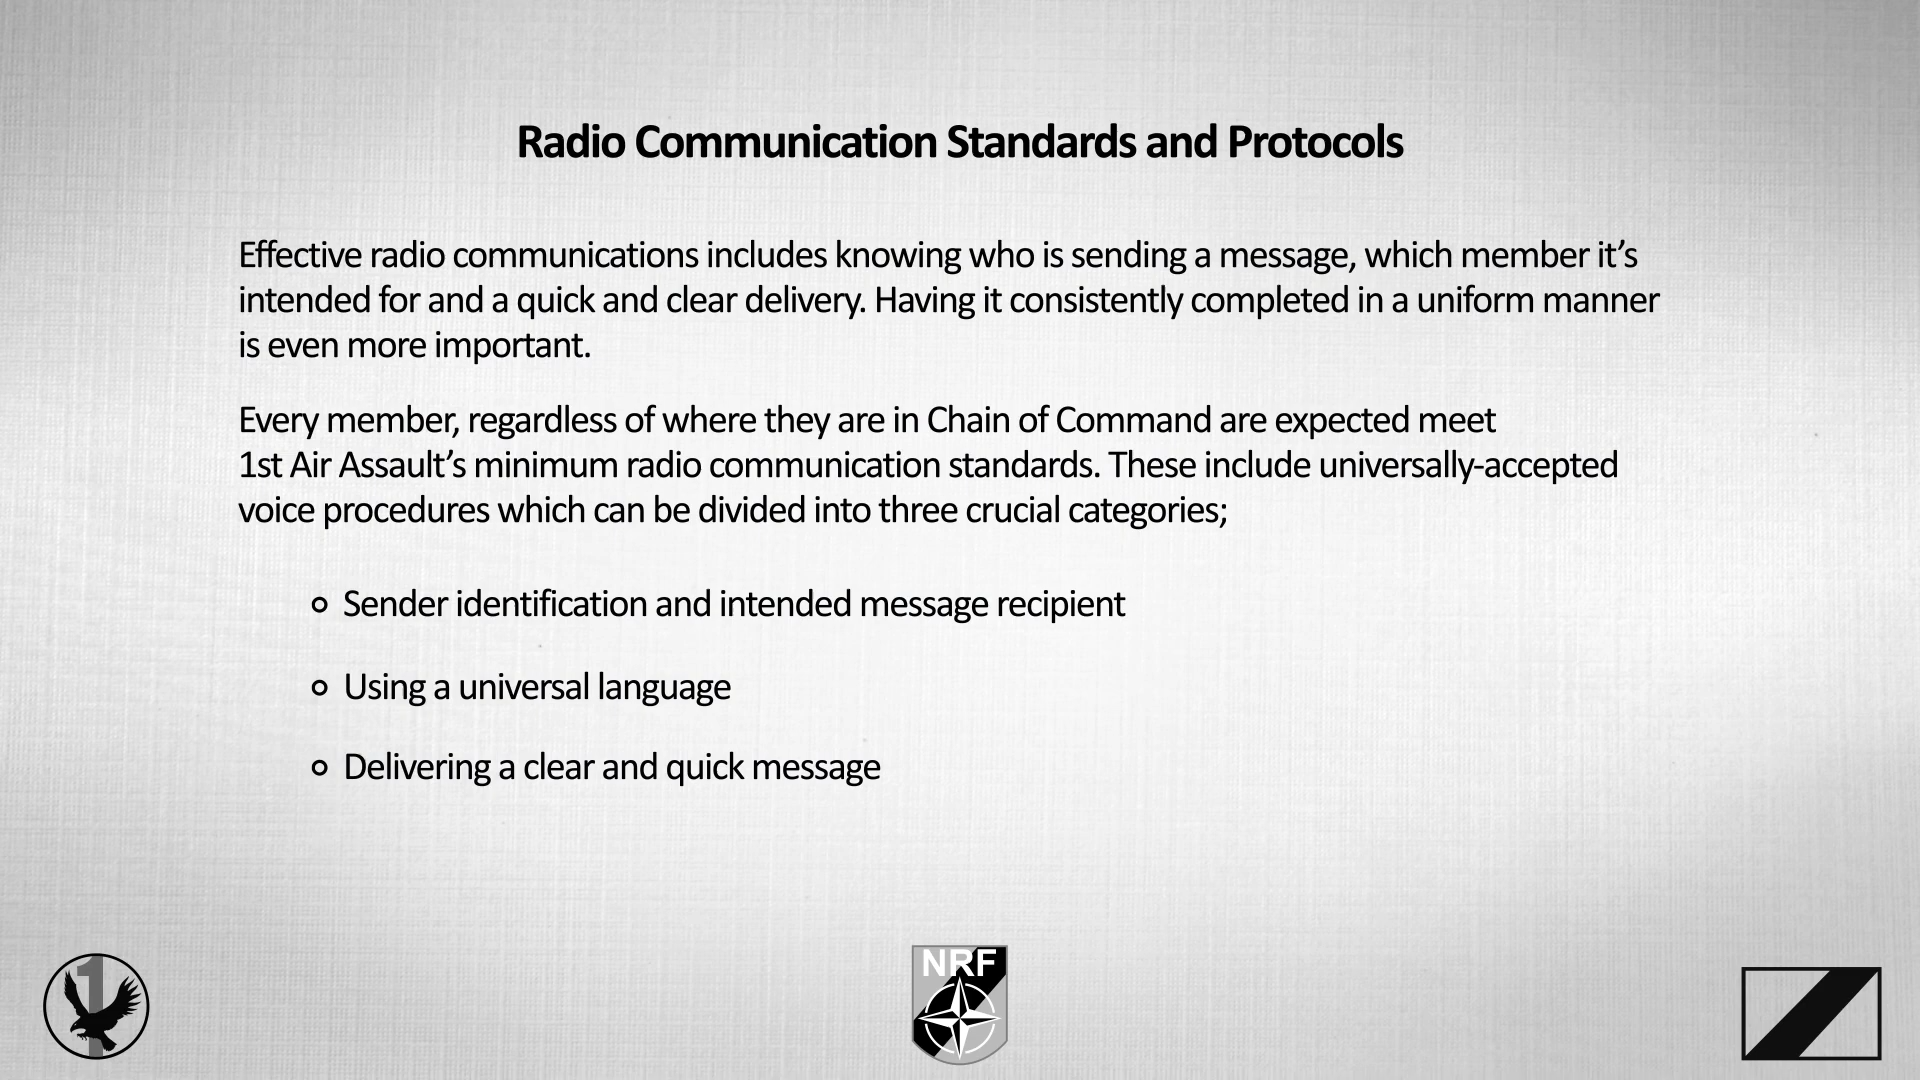 Radio Communication Standards and Protocols
Effective radio communications includes knowing who is sending a message, which member it’s
intended for and a quick and clear delivery. Having it consistently completed in a uniform manner
is even more important.
Every member, regardless of where they are in Chain of Command are expected meet
1st Air Assault’s minimum radio communication standards. These include universally-accepted
voice procedures which can be divided into three crucial categories;
Sender identification and intended message recipient
Using a universal language
Delivering a clear and quick message
1
NRF